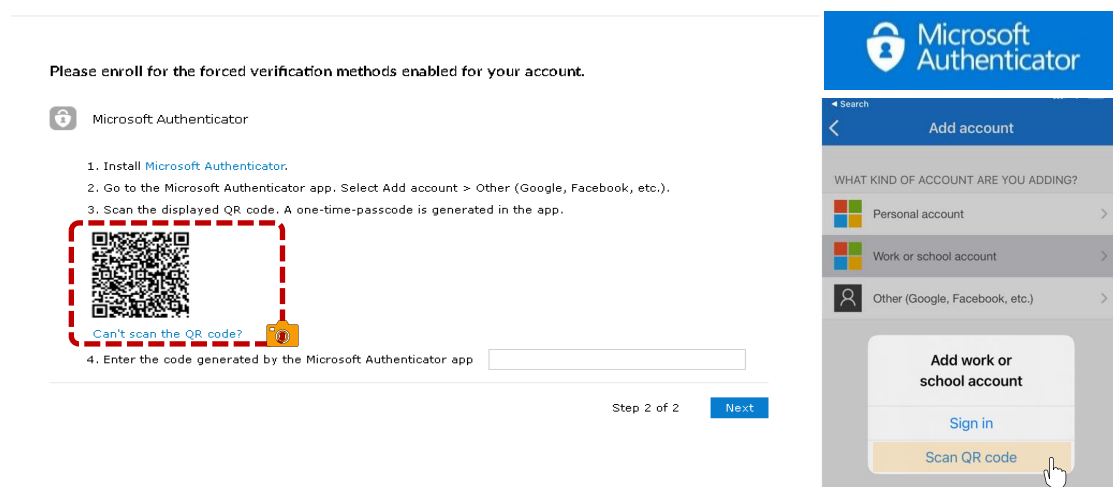 Please enroll for the forced verification methods enabled for your account.
Microsoft Authenticator
1. Install Microsoft Authenticator.
2. Go to the Microsoft Authenticator app. Select Add account > Other (Google, Facebook, etc.).
3. Scan the displayed QR code. A one-time-passcode is generated in the app.
Can't scan the QR code?
4. Enter the code generated by the Microsoft Authenticator app
Step 2 of 2
Next
Microsoft
Authenticator
Search
Add account
WHAT KIND OF ACCOUNT ARE YOU ADDING?
Personal account
Work or school account
Other (Google, Facebook, etc.)
Add work or
school account
Sign in
Scan QR code